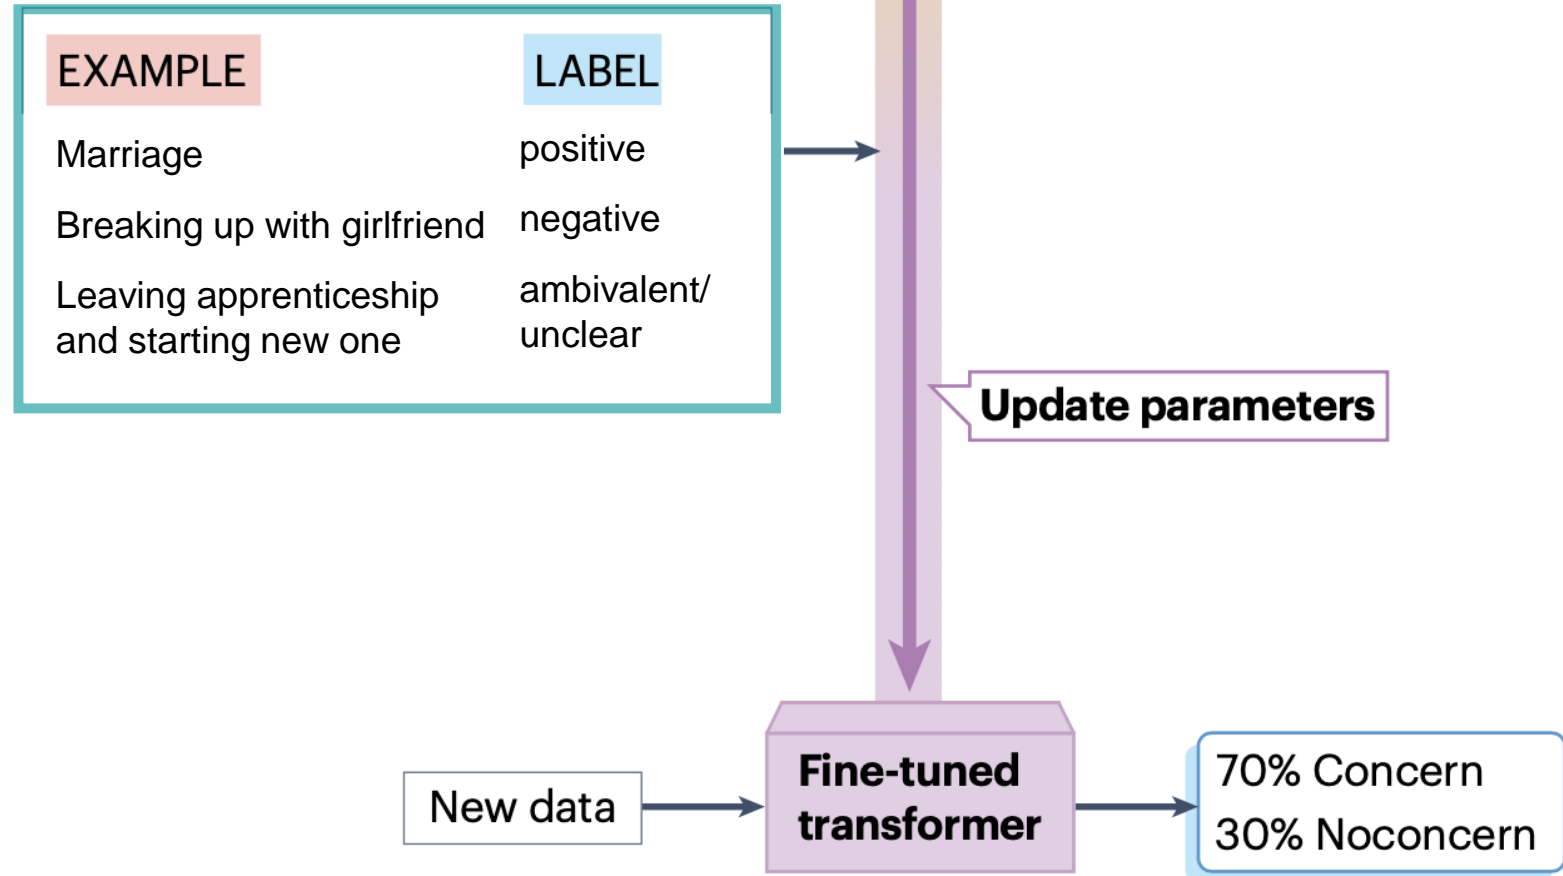 EXAMPLE LABEL
Marriage positive
Breaking up with girlfriend negative
Leaving apprenticeship ambivalent/
and starting new one unclear
Update parameters
New data
Fine-tuned
transformer
70% Concern
30% Noconcern